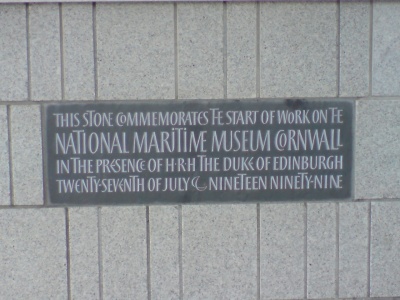 THIS STONE COMMEMORATES THE START OF WORK ON THE
NATIONAL MARITIME MUSEUM CORNWALL
IN THE PRESENCE OF H·R·H THE DUKE OF EDINBURGH
TWENTY-SEVENTH OF JULY NINETEEN NINETY-NINE